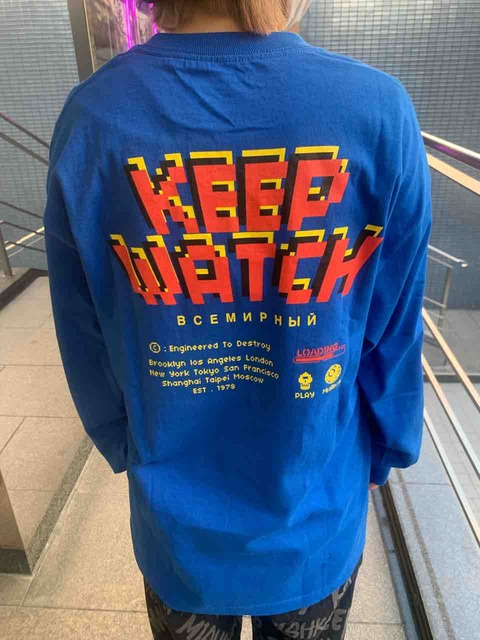 KEEP
WATCH
ВСЕМИРНЫЙ
©: Engineered To Destroy
Brooklyn los Angeles London
New York Tokyo San Francisco
Shanghai Taipei Moscow
EST. 1978
LOADING...
PLAY